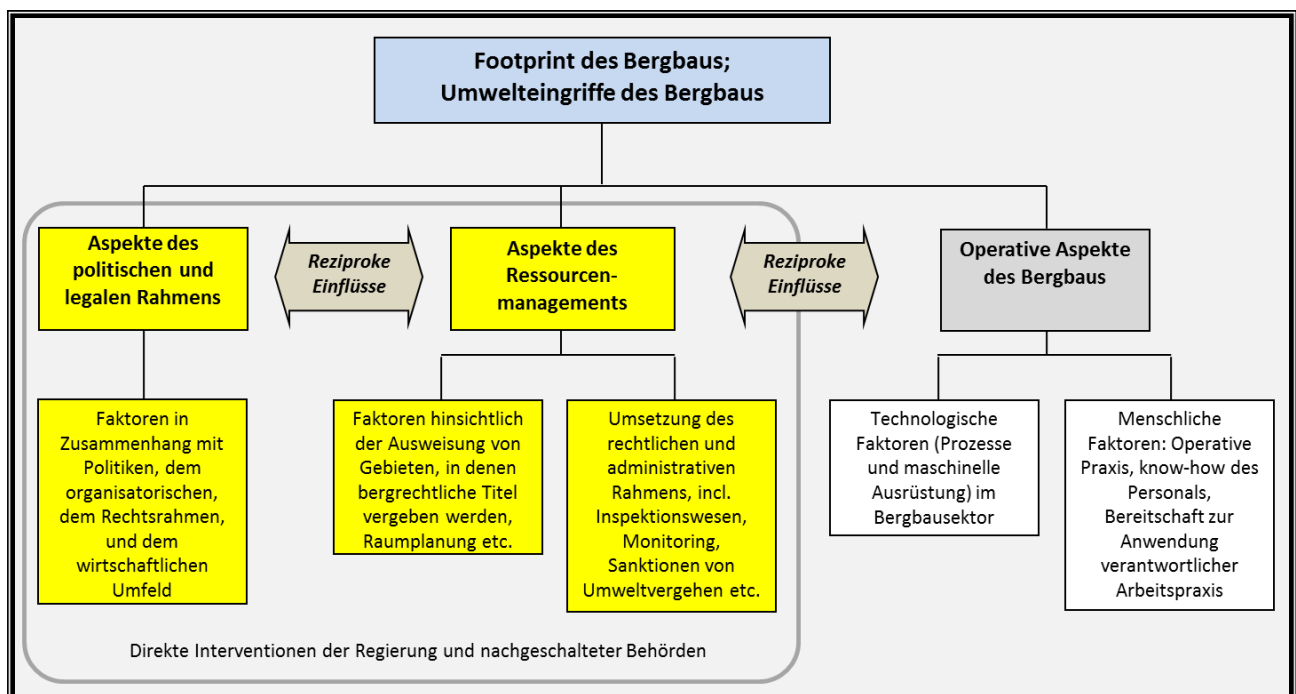 Footprint des Bergbaus;
Umwelteingriffe des Bergbaus
Aspekte des
politischen und
legalen Rahmens
Reziproke
Einflüsse
Aspekte des
Ressourcen-
managements
Reziproke
Einflüsse
Operative Aspekte
des Bergbaus
Faktoren in
Zusammenhang mit
Politiken, dem
organisatorischen,
dem Rechtsrahmen,
und dem
wirtschaftlichen
Umfeld
Faktoren hinsichtlich
der Ausweisung von
Gebieten, in denen
bergrechtliche Titel
vergeben werden,
Raumplanung etc.
Umsetzung des
rechtlichen und
administrativen
Rahmens, incl.
Inspektionswesen,
Monitoring,
Sanktionen von
Umweltvergehen etc.
Technologische
Faktoren (Prozesse
und maschinelle
Ausrüstung) im
Bergbausektor
Menschliche
Faktoren: Operative
Praxis, know-how des
Personals,
Bereitschaft zur
Anwendung
verantwortlicher
Arbeitspraxis
Direkte Interventionen der Regierung und nachgeschalteter Behörden